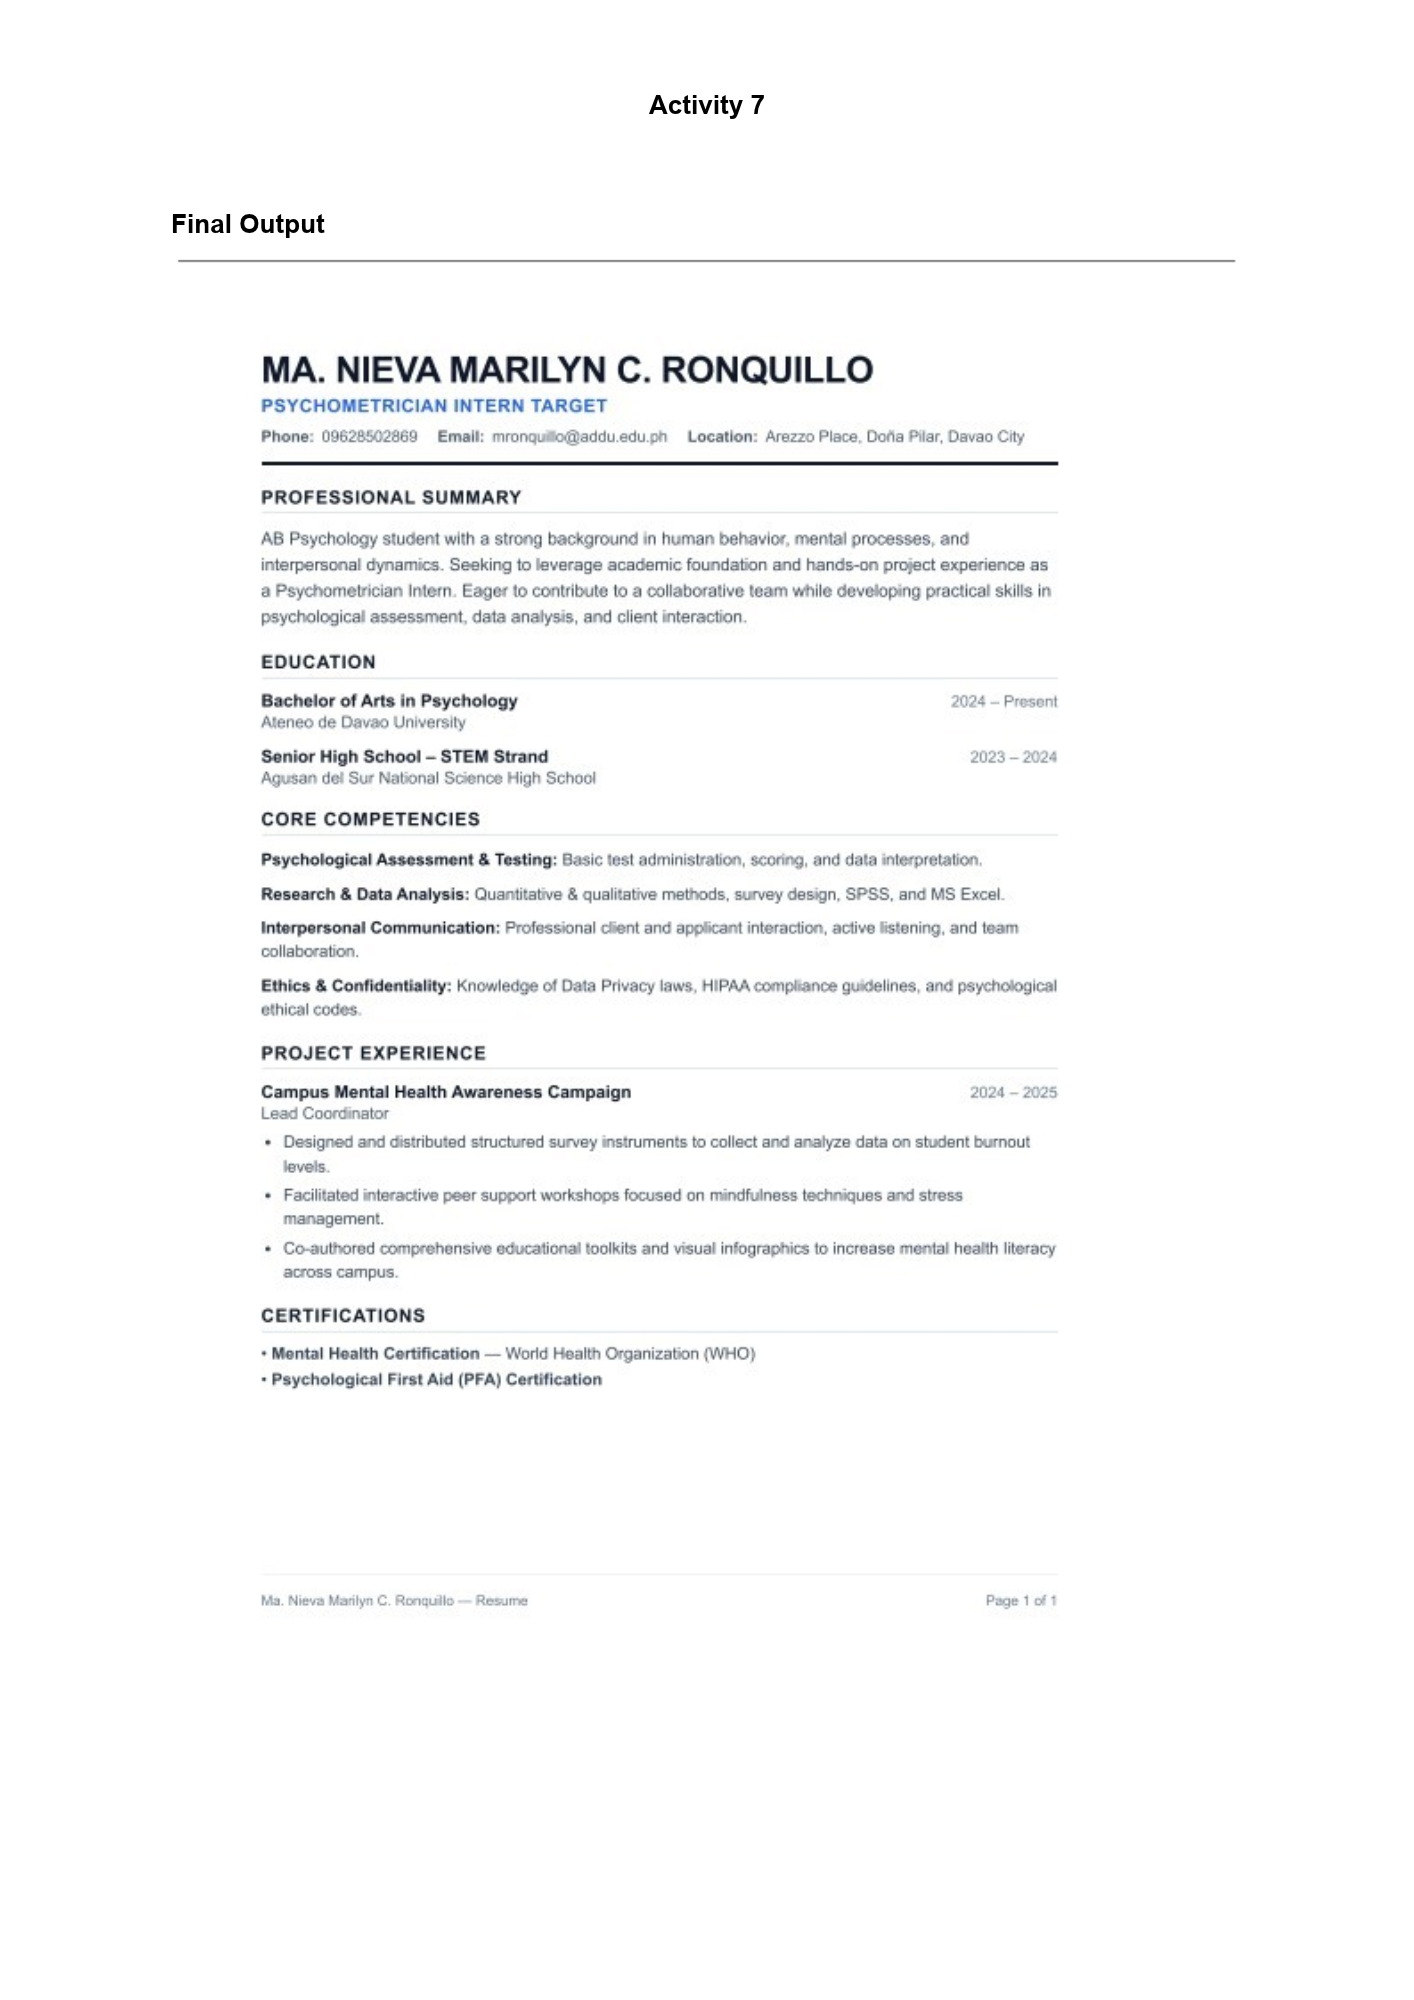 Activity 7
Final Output
MA. NIEVA MARILYN C. RONQUILLO
PSYCHOMETRICIAN INTERN TARGET
Phone: 09628502869 Email: mronquillo@addu.edu.ph Location: Arezzo Place, Doña Pilar, Davao City
PROFESSIONAL SUMMARY
AB Psychology student with a strong background in human behavior, mental processes, and
interpersonal dynamics. Seeking to leverage academic foundation and hands-on project experience as
a Psychometrician Intern. Eager to contribute to a collaborative team while developing practical skills in
psychological assessment, data analysis, and client interaction.
EDUCATION
Bachelor of Arts in Psychology 2024 – Present
Ateneo de Davao University
Senior High School – STEM Strand 2023 – 2024
Agusan del Sur National Science High School
CORE COMPETENCIES
Psychological Assessment & Testing: Basic test administration, scoring, and data interpretation.
Research & Data Analysis: Quantitative & qualitative methods, survey design, SPSS, and MS Excel.
Interpersonal Communication: Professional client and applicant interaction, active listening, and team
collaboration.
Ethics & Confidentiality: Knowledge of Data Privacy laws, HIPAA compliance guidelines, and psychological
ethical codes.
PROJECT EXPERIENCE
Campus Mental Health Awareness Campaign 2024 – 2025
Lead Coordinator
• Designed and distributed structured survey instruments to collect and analyze data on student burnout
levels.
• Facilitated interactive peer support workshops focused on mindfulness techniques and stress
management.
• Co-authored comprehensive educational toolkits and visual infographics to increase mental health literacy
across campus.
CERTIFICATIONS
• Mental Health Certification — World Health Organization (WHO)
• Psychological First Aid (PFA) Certification
Ma. Nieva Marilyn C. Ronquillo — Resume Page 1 of 1